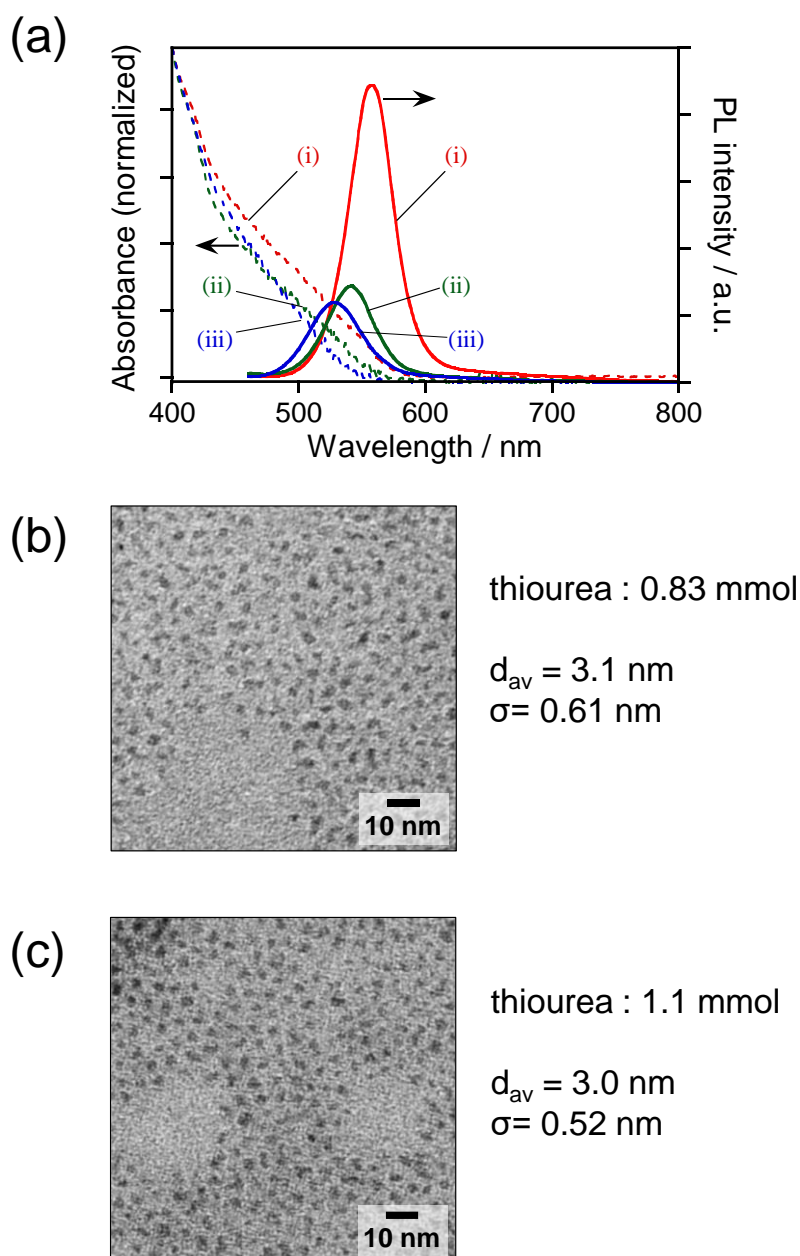 (a)
Absorbance (normalized)
PL intensity / a.u.
(i)
(i)
(ii)
(ii)
(iii)
(iii)
400 500 600 700 800
Wavelength / nm
(b)
thiourea : 0.83 mmol
dav = 3.1 nm
σ= 0.61 nm
10 nm
(c)
thiourea : 1.1 mmol
dav = 3.0 nm
σ= 0.52 nm
10 nm